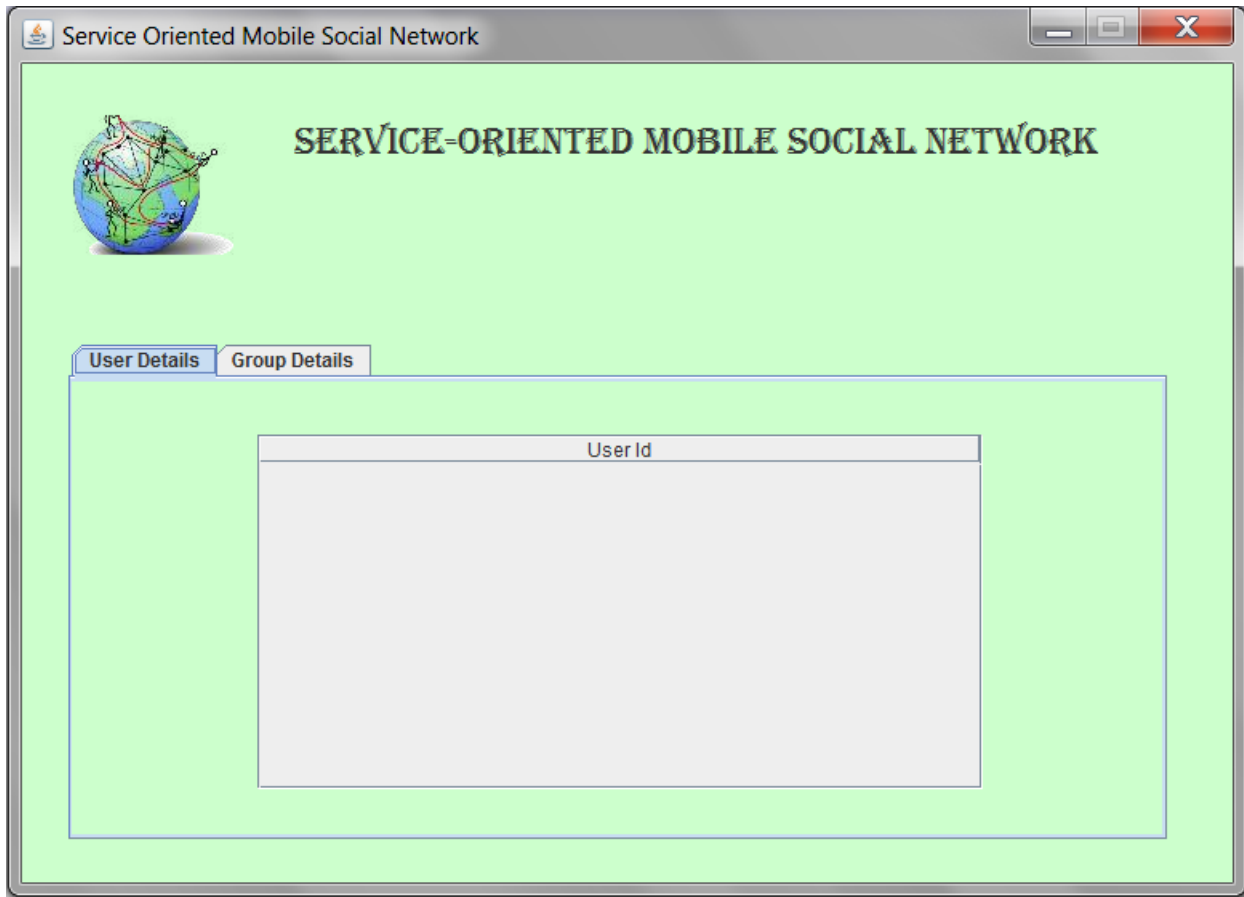 Service Oriented Mobile Social Network
SERVICE-ORIENTED MOBILE SOCIAL NETWORK
User Details
Group Details
User Id